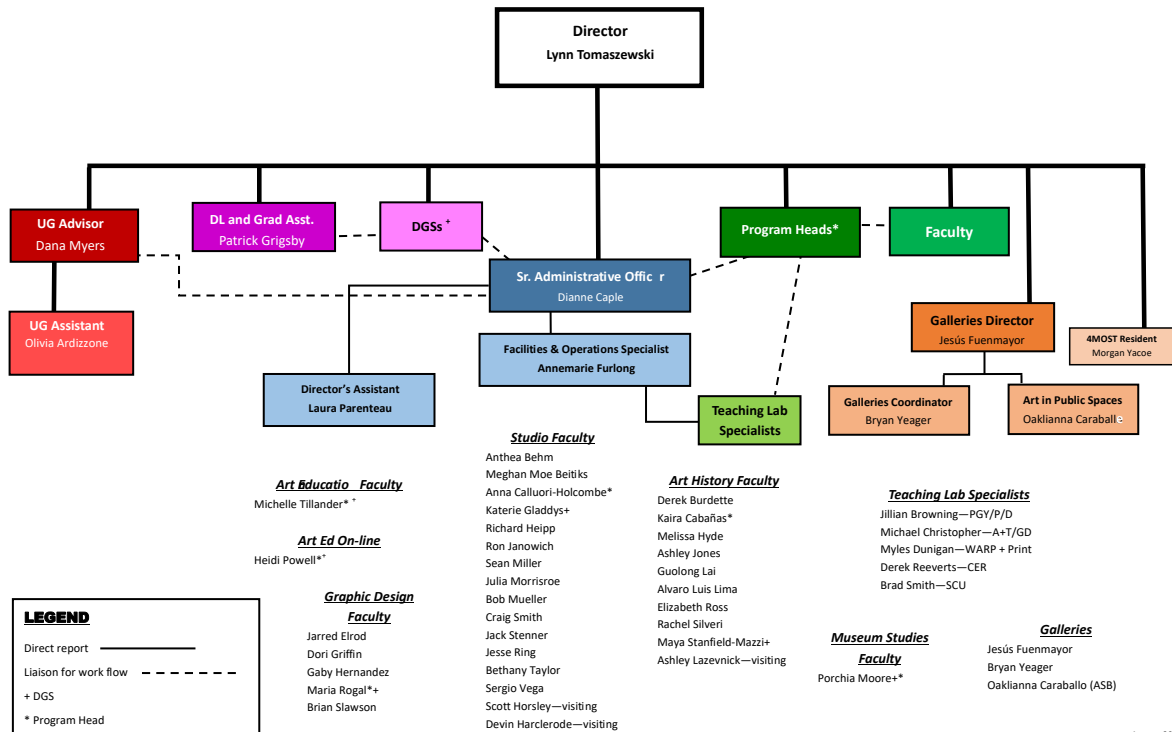 Director
Lynn Tomaszewski
UG Advisor
Dana Myers
DL and Grad Asst.
Patrick Grigsby
DGSs +
Program Heads*
Faculty
Sr. Administrative Offic r
Dianne Caple
UG Assistant
Olivia Ardizzone
Facilities & Operations Specialist
Annemarie Furlong
Galleries Director
Jesús Fuenmayor
4MOST Resident
Morgan Yacoe
Director's Assistant
Laura Parenteau
Teaching Lab
Specialists
Galleries Coordinator
Bryan Yeager
Art in Public Spaces
Oaklianna Caraball
Art Educatio Faculty
Michelle Tillander* +
Art Ed On-line
Heidi Powell*+
Graphic Design
Faculty
Jarred Elrod
Dori Griffin
Gaby Hernandez
Maria Rogal*+
Brian Slawson
Studio Faculty
Anthea Behm
Meghan Moe Beitiks
Anna Calluori-Holcombe*
Katerie Gladdys+
Richard Heipp
Ron Janowich
Sean Miller
Julia Morrisroe
Bob Mueller
Craig Smith
Jack Stenner
Jesse Ring
Bethany Taylor
Sergio Vega
Scott Horsley—visiting
Devin Harclerode—visiting
Art History Faculty
Derek Burdette
Kaira Cabañas*
Melissa Hyde
Ashley Jones
Guolong Lai
Alvaro Luis Lima
Elizabeth Ross
Rachel Silveri
Maya Stanfield-Mazzi+
Ashley Lazevnick—visiting
Teaching Lab Specialists
Jillian Browning—PGY/P/D
Michael Christopher—A+T/GD
Myles Dunigan—WARP + Print
Derek Reeverts—CER
Brad Smith—SCU
Museum Studies
Faculty
Porchia Moore+*
Galleries
Jesús Fuenmayor
Bryan Yeager
Oaklianna Caraballo (ASB)
LEGEND
Direct report
Liaison for work flow
+ DGS
* Program Head